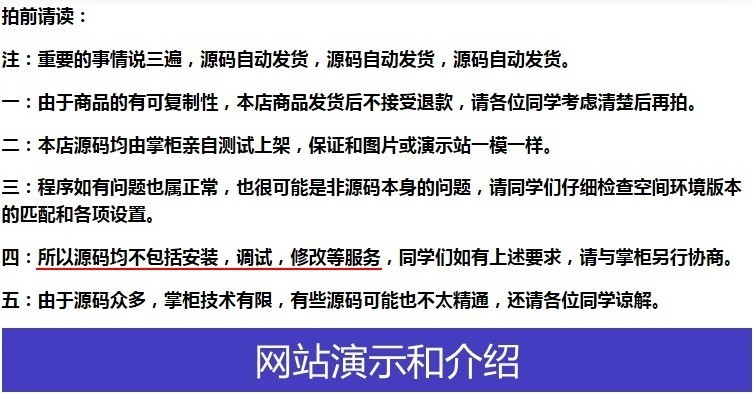 拍前请读：
注：重要的事情说三遍，源码自动发货，源码自动发货，源码自动发货。
一：由于商品的有可复制性，本店商品发货后不接受退款，请各位同学考虑清楚后再拍。
二：本店源码均由掌柜亲自测试上架，保证和图片或演示站一模一样。
三：程序如有问题也属正常，也很可能是非源码本身的问题，请同学们仔细检查空间环境版本
的匹配和各项设置。
四：所以源码均不包括安装，调试，修改等服务，同学们如有上述要求，请与掌柜另行协商。
五：由于源码众多，掌柜技术有限，有些源码可能也不太精通，还请各位同学谅解。
网站演示和介绍